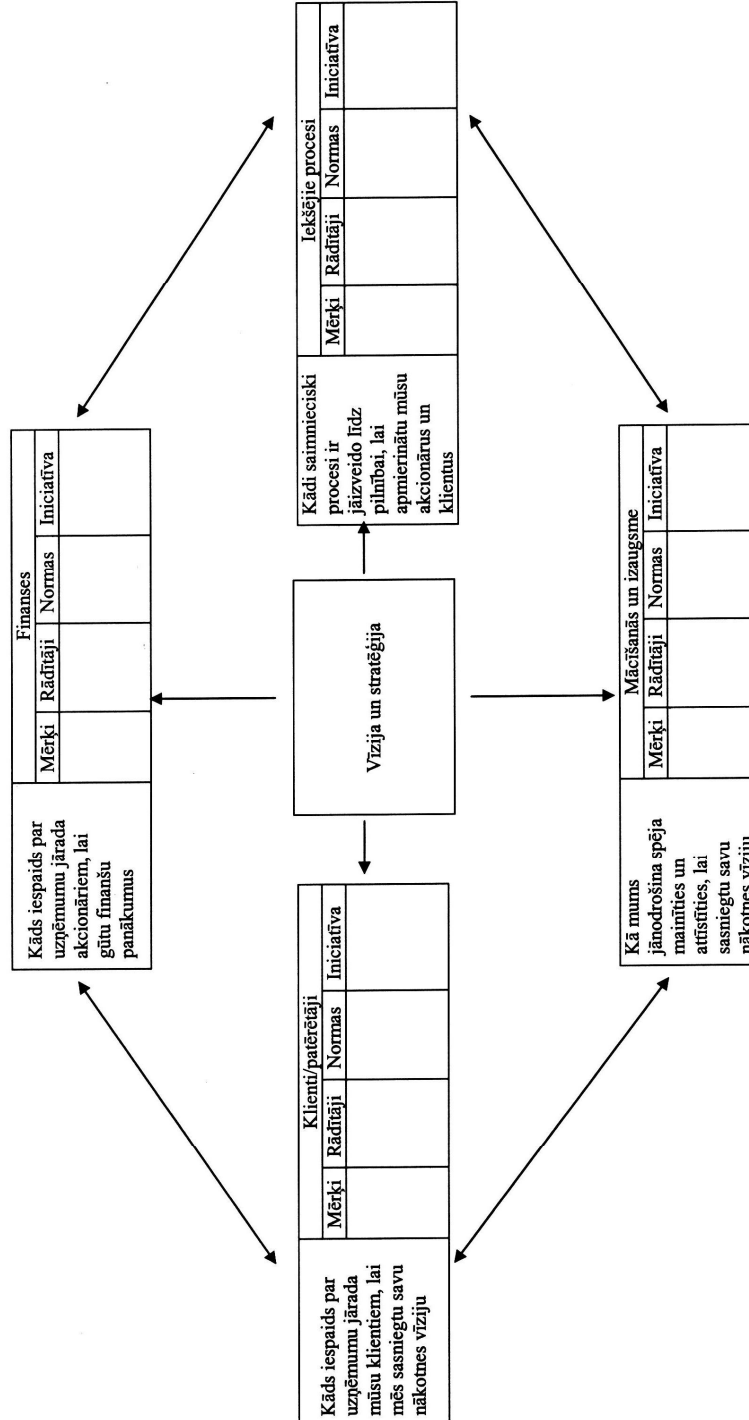 Finanses
Kāds iespaids par
uzņēmumu jārada
akcionāriem, lai
gūtu finanšu
panākumus
Mērķi Rādītāji Normas Iniciatīva
Klienti/patērētāji
Kāds iespaids par
uzņēmumu jārada
mūsu klientiem, lai
mēs sasniegtu savu
nākotnes vīziju
Mērķi Rādītāji Normas Iniciatīva
Vīzija un stratēģija
Iekšējie procesi
Kādi saimnieciski
procesi ir
jāizveido līdz
pilnībai, lai
apmierinātu mūsu
akcionārus un
klientus
Mērķi Rādītāji Normas Iniciatīva
Mācīšanās un izaugsme
Kā mums
jānodrošina spēja
mainīties un
attīstīties, lai
sasniegtu savu
nākotnes vīziju
Mērķi Rādītāji Normas Iniciatīva